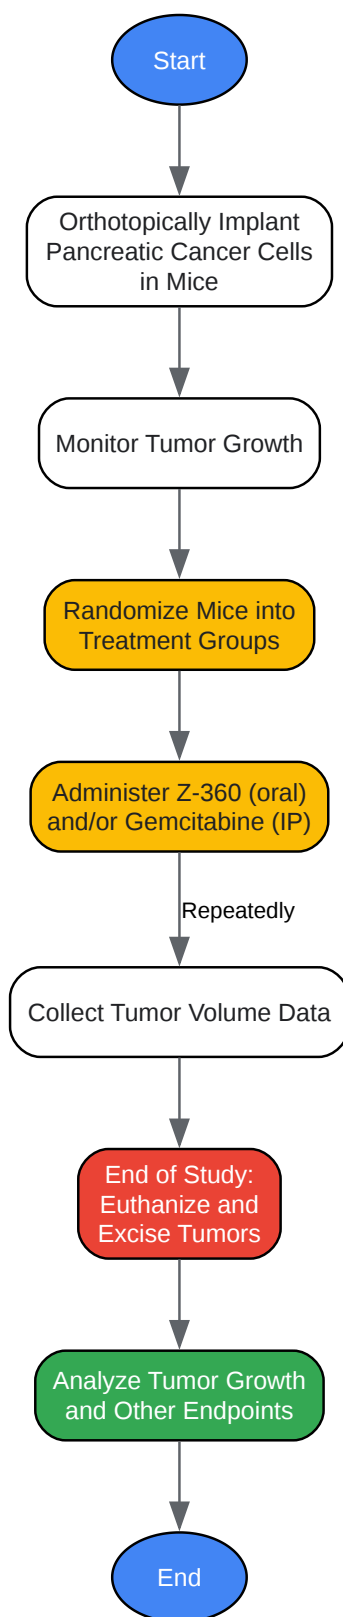 Start
Orthotopically Implant
Pancreatic Cancer Cells
in Mice
Monitor Tumor Growth
Randomize Mice into
Treatment Groups
Administer Z-360 (oral)
and/or Gemcitabine (IP)
Repeatedly
Collect Tumor Volume Data
End of Study:
Euthanize and
Excise Tumors
Analyze Tumor Growth
and Other Endpoints
End